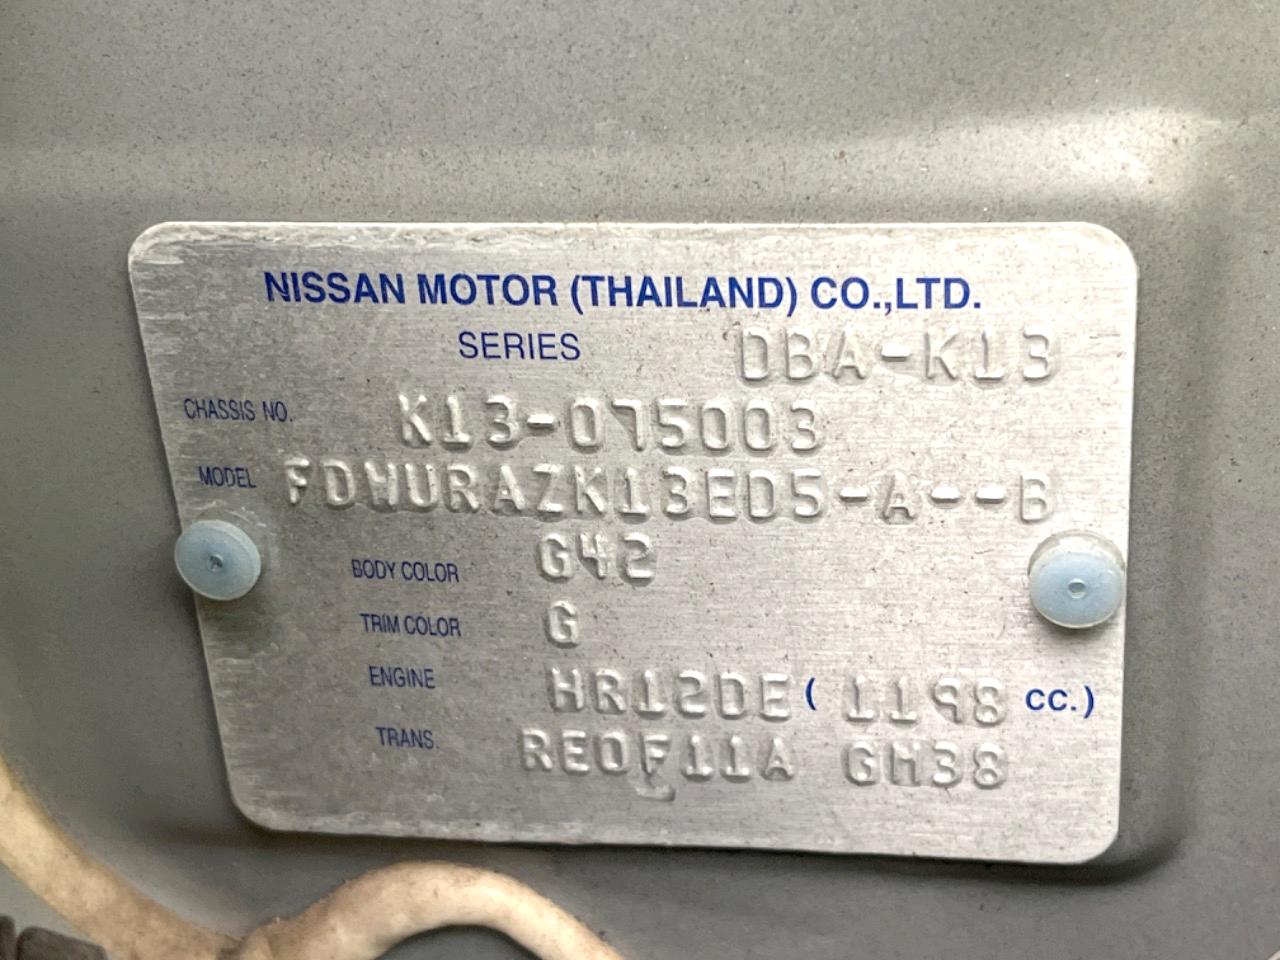 NISSAN MOTOR (THAILAND) CO.,LTD.
SERIES DBA-K13
CHASSIS NO. K13-075003
MODEL FDWURAZK13ED5-A--B
BODY COLOR G42
TRIM COLOR G
ENGINE HR12DE ( 1198 CC.)
TRANS. RE0F11A GM38